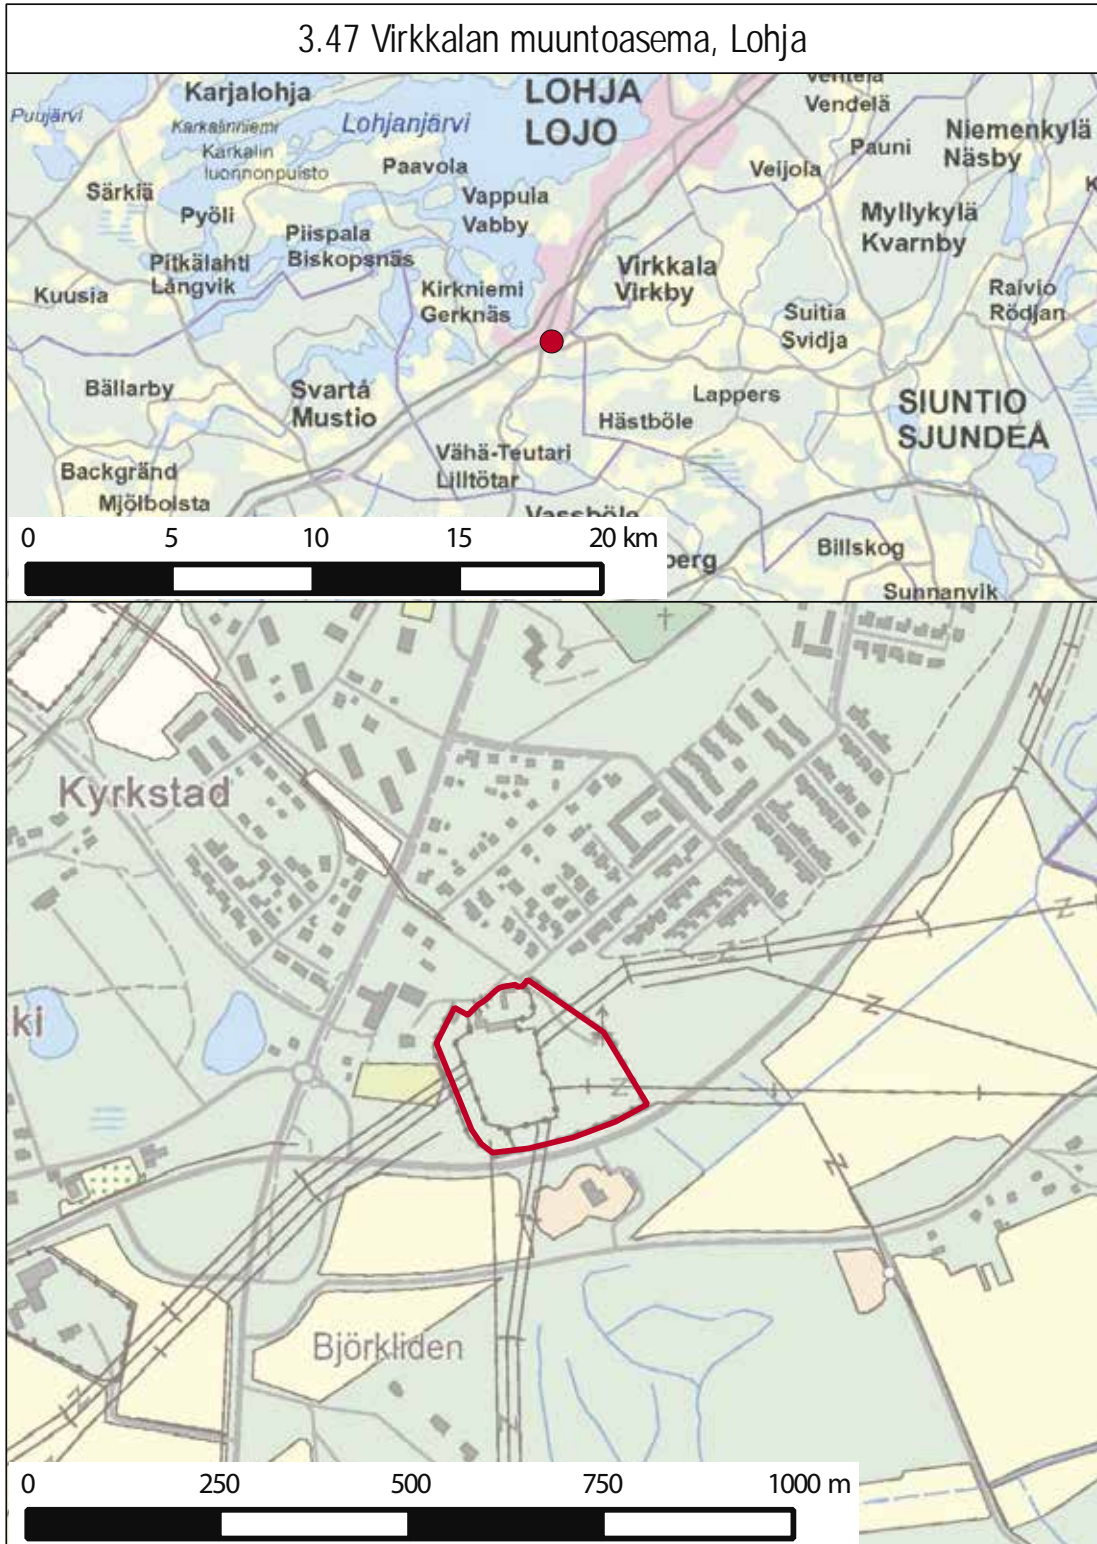 3.47 Virkkalan muuntoasema, Lohja
Puujärvi
Karjalohja
Karkalinniemi
Karkalin
luonnonpuisto
Lohjanjärvi
LOHJA
LOJO
Vendelä
Niemenkylä
Näsby
Pauni
Veijola
Paavola
Särkiä
Pyöli
Vappula
Vabby
Myllykylä
Kvarnby
Piispala
Biskopsnäs
Pitkälahti
Långvik
Kuusia
Kirkniemi
Gerknäs
Virkkala
Virkby
Suitia
Svidja
Raivio
Rödjan
Bällarby
Svartå
Mustio
Lappers
Hästböle
SIUNTIO
SJUNDEÅ
Vähä-Teutari
Lilltötar
Backgränd
Mjölbolsta
Vassböle
berg
Billskog
Sunnanvik
0 5 10 15 20 km
Kyrkstad
Z
Z
Z
ki
Z
Z
Björkliden
Z
0 250 500 750 1000 m